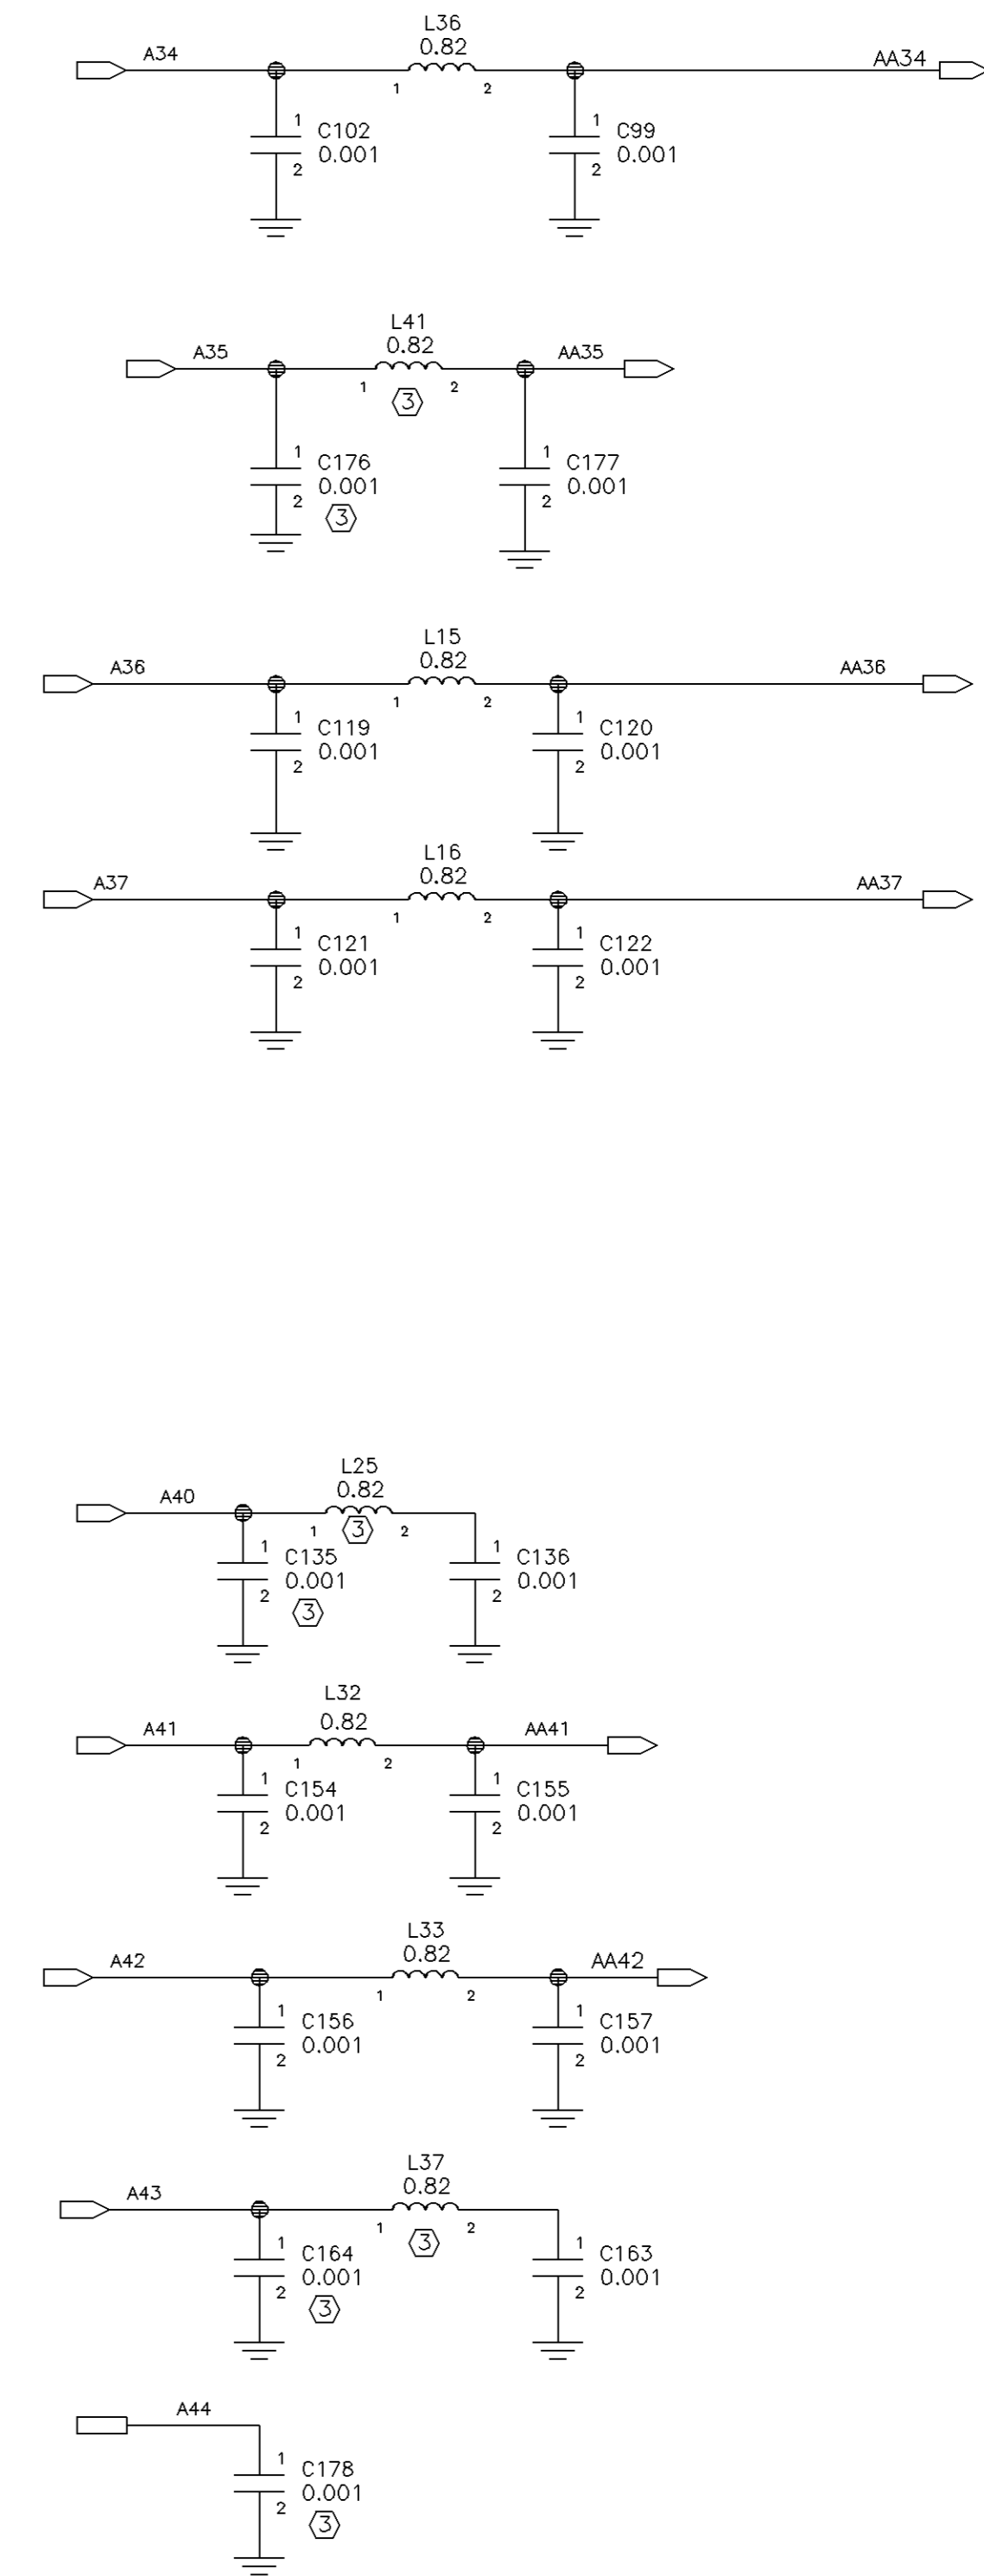 L36
0.82
A34
AA34
1 2
1
C102
0.001
2
1
C99
0.001
2
L41
0.82
A35
AA35
1 2
3
1
C176
0.001
2
3
1
C177
0.001
2
L15
0.82
A36
AA36
1 2
1
C119
0.001
2
1
C120
0.001
2
L16
0.82
A37
AA37
1 2
1
C121
0.001
2
1
C122
0.001
2
L25
0.82
A40
1 3 2
1
C135
0.001
2
3
1
C136
0.001
2
L32
0.82
A41
AA41
1 2
1
C154
0.001
2
1
C155
0.001
2
L33
0.82
A42
AA42
1 2
1
C156
0.001
2
1
C157
0.001
2
L37
0.82
A43
1 2
3
1
C164
0.001
2
3
1
C163
0.001
2
A44
1
C178
0.001
2
3